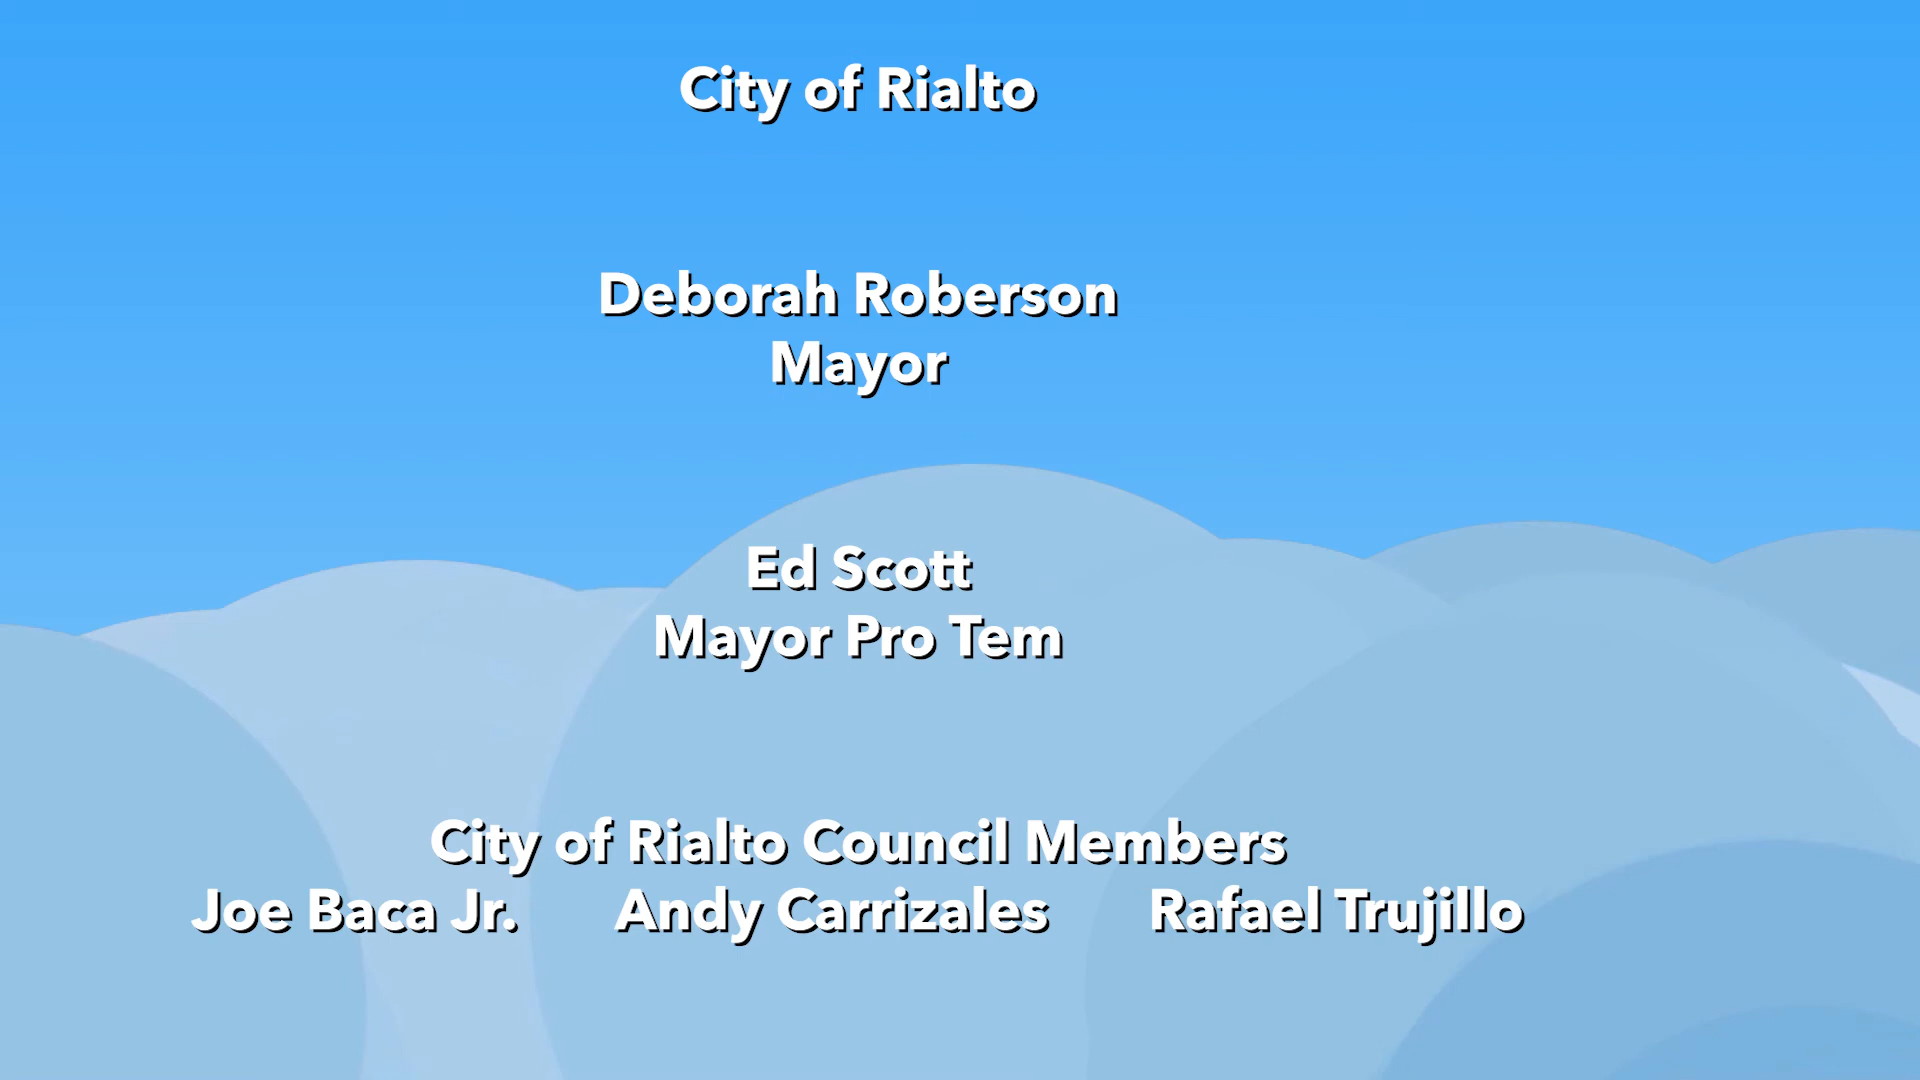 City of Rialto
Deborah Roberson
Mayor
Ed Scott
Mayor Pro Tem
City of Rialto Council Members
Joe Baca Jr. Andy Carrizales Rafael Trujillo